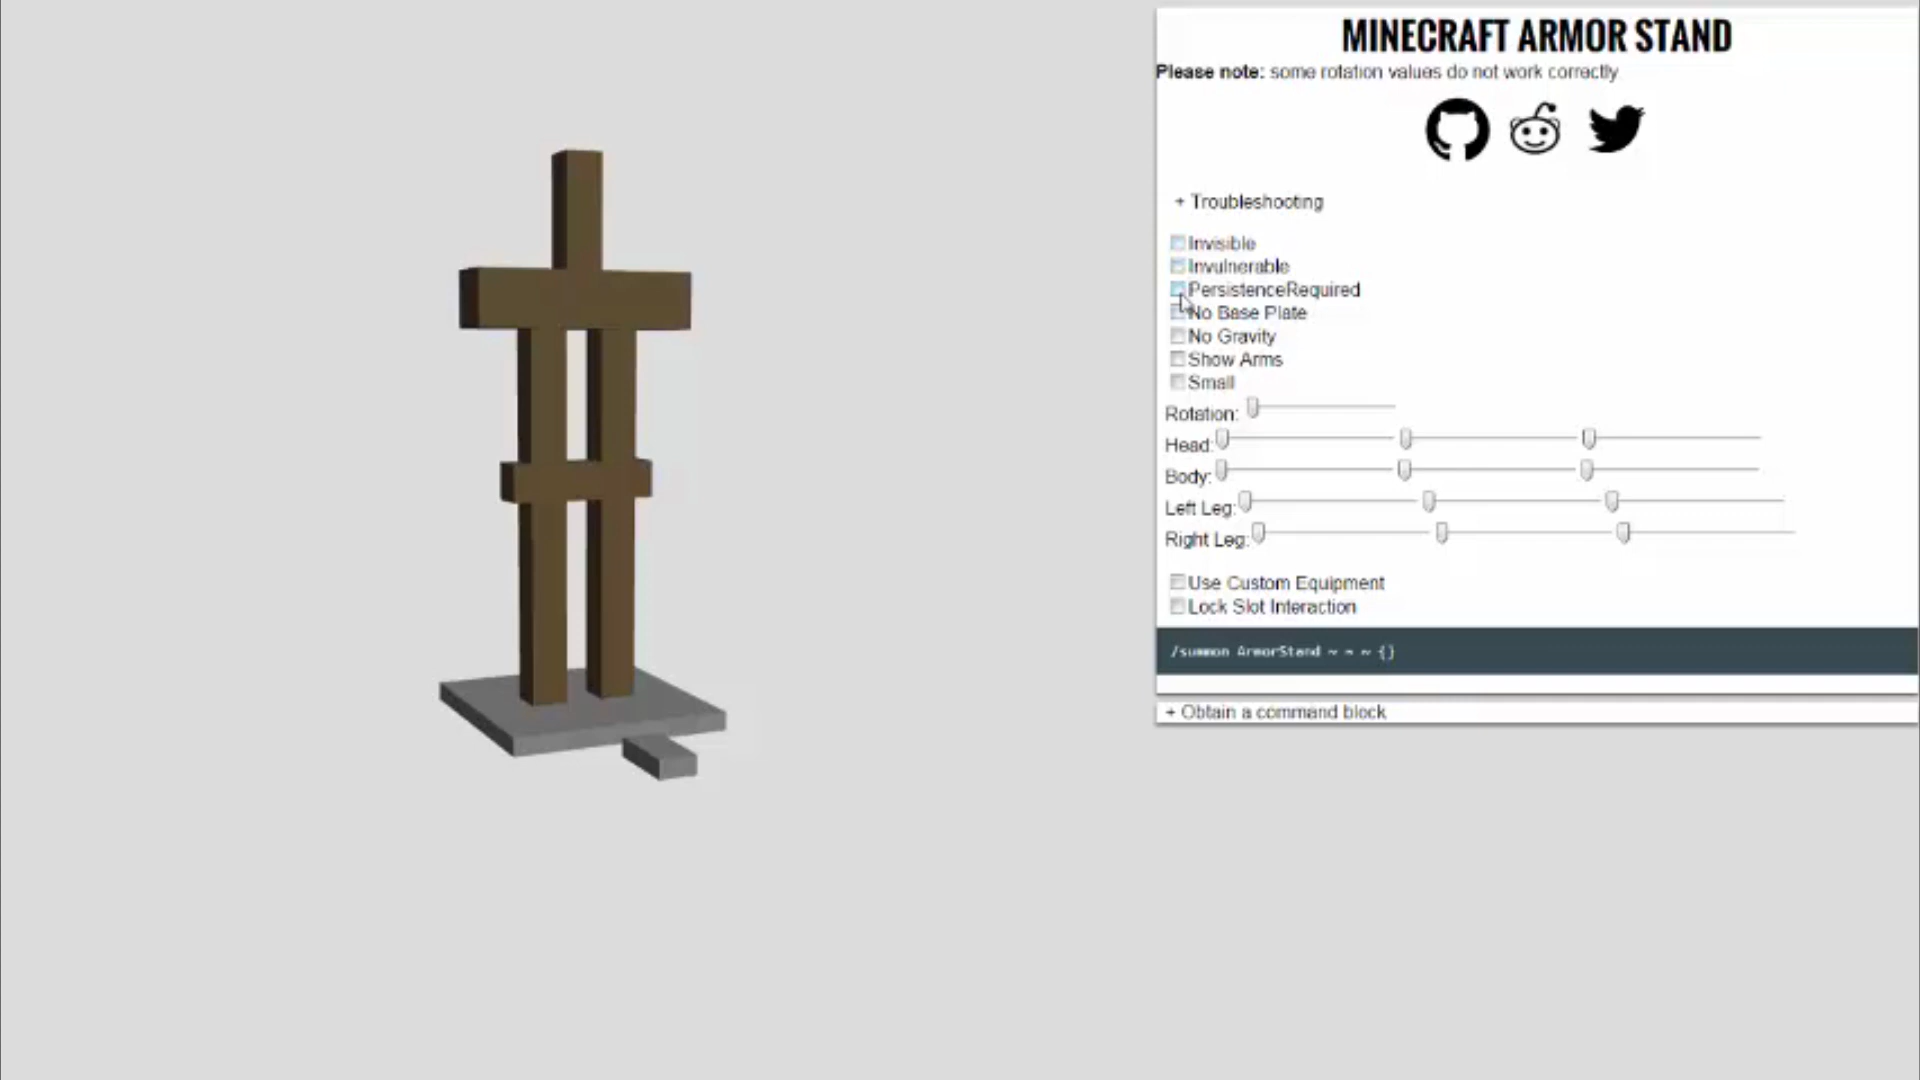 MINECRAFT ARMOR STAND
Please note: some rotation values do not work correctly
+ Troubleshooting
Invisible
Invulnerable
PersistenceRequired
No Base Plate
No Gravity
Show Arms
Small
Rotation:
Head:
Body:
Left Leg:
Right Leg:
Use Custom Equipment
Lock Slot Interaction
/summon ArmorStand ~ ~ ~ {}
+ Obtain a command block